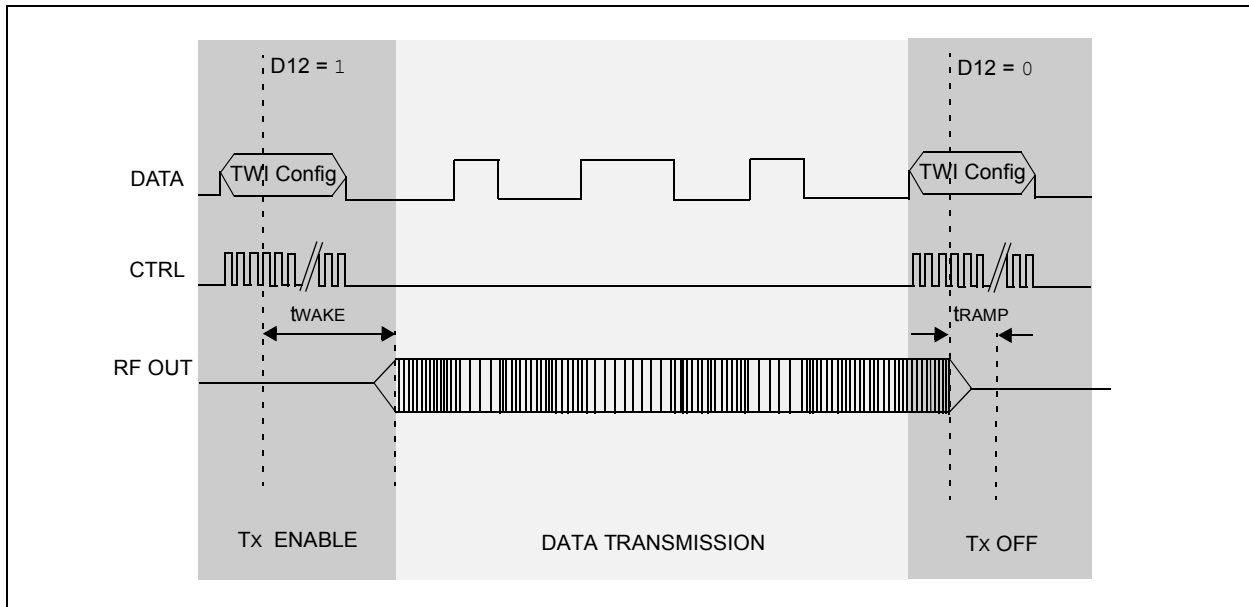 D12 = 1
D12 = 0
DATA
TWI Config
TWI Config
CTRL
tWAKE
tRAMP
RF OUT
TX ENABLE
DATA TRANSMISSION
TX OFF